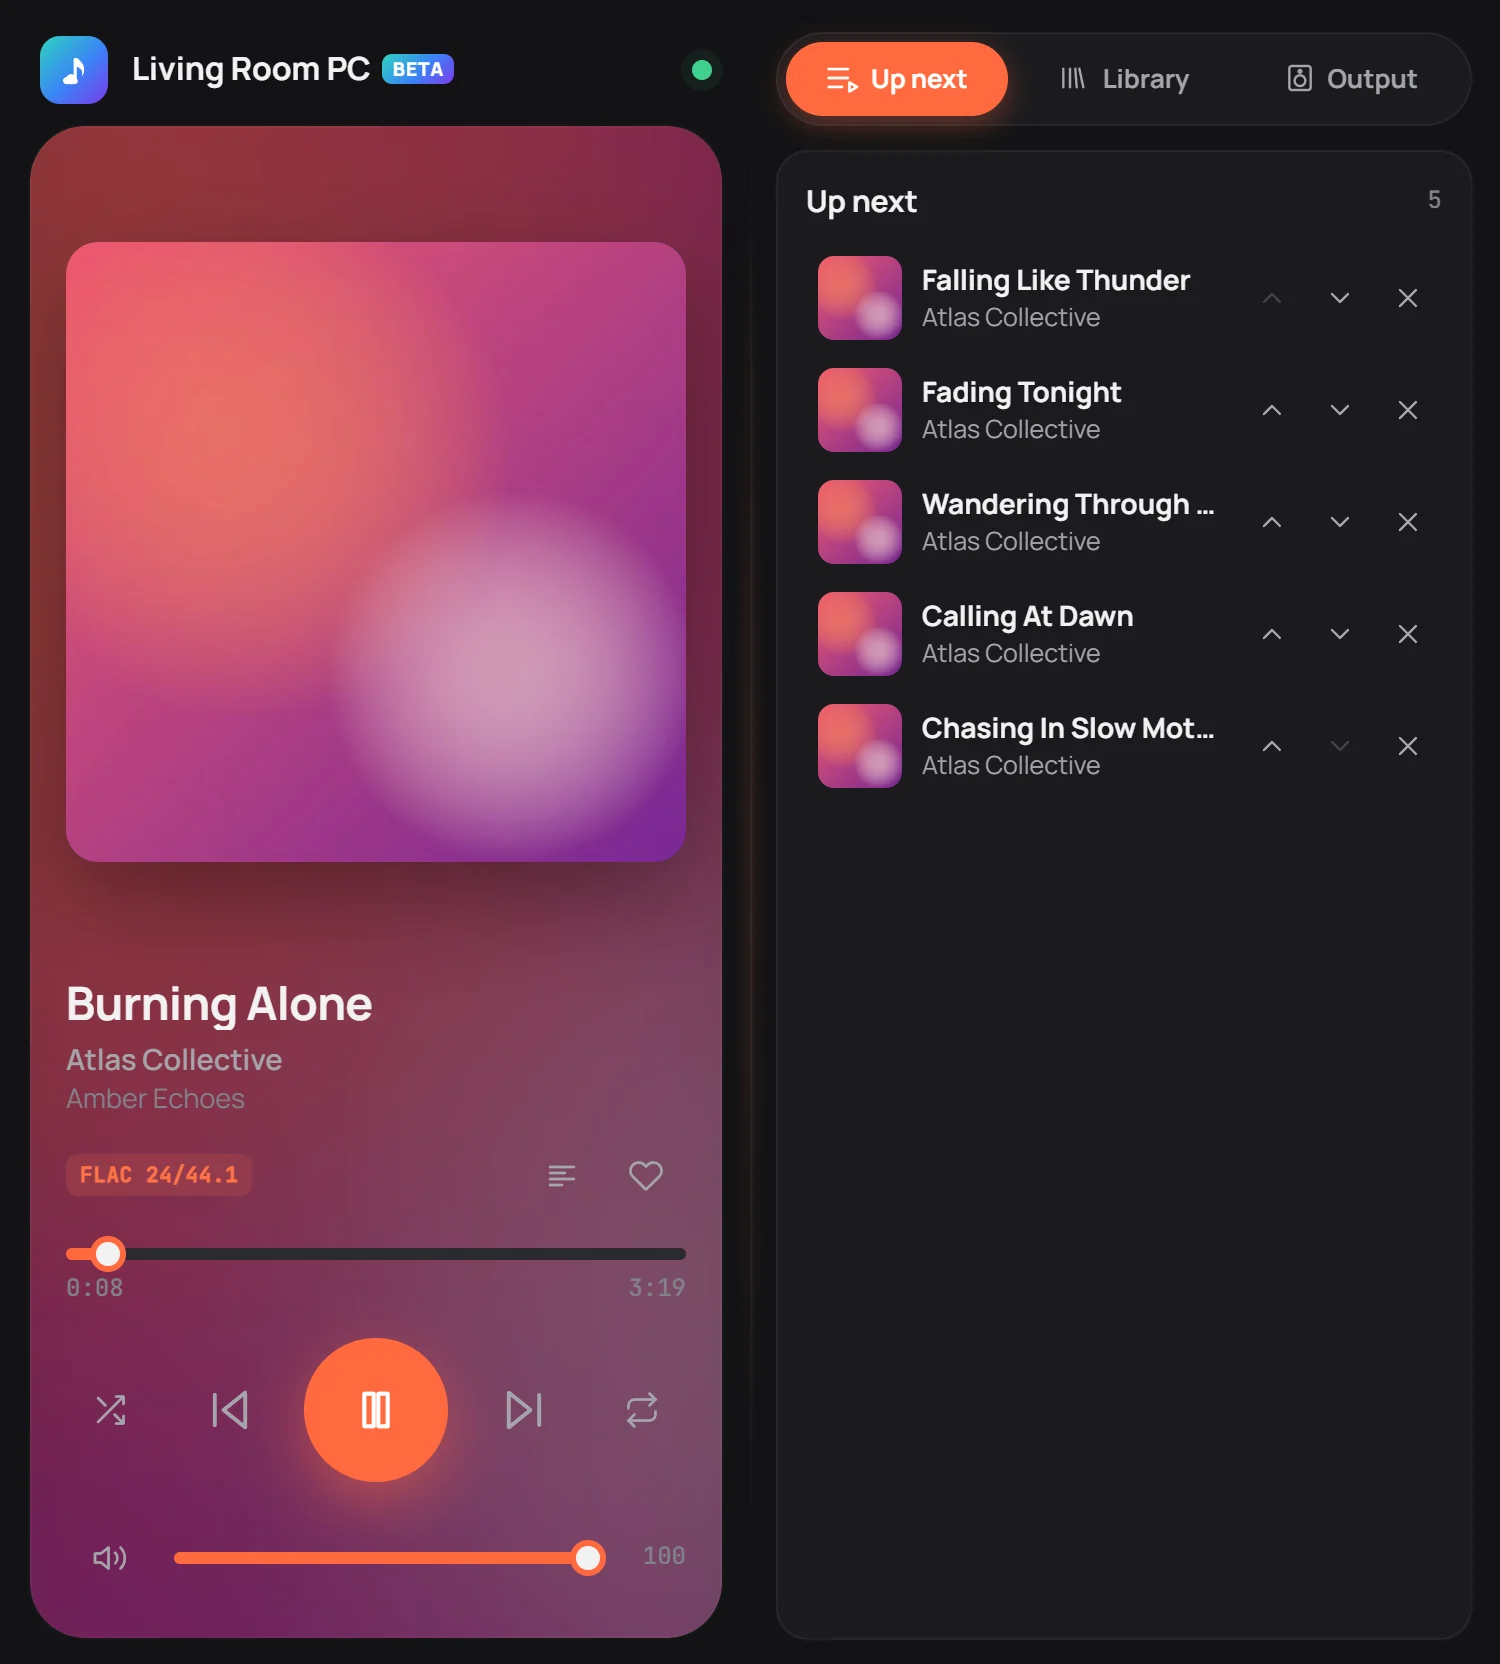 Living Room PC BETA
Burning Alone
Atlas Collective
Amber Echoes
FLAC 24/44.1
0:08 3:19
100
Up next Library Output
Up next 5
Falling Like Thunder
Atlas Collective
Fading Tonight
Atlas Collective
Wandering Through ...
Atlas Collective
Calling At Dawn
Atlas Collective
Chasing In Slow Mot...
Atlas Collective